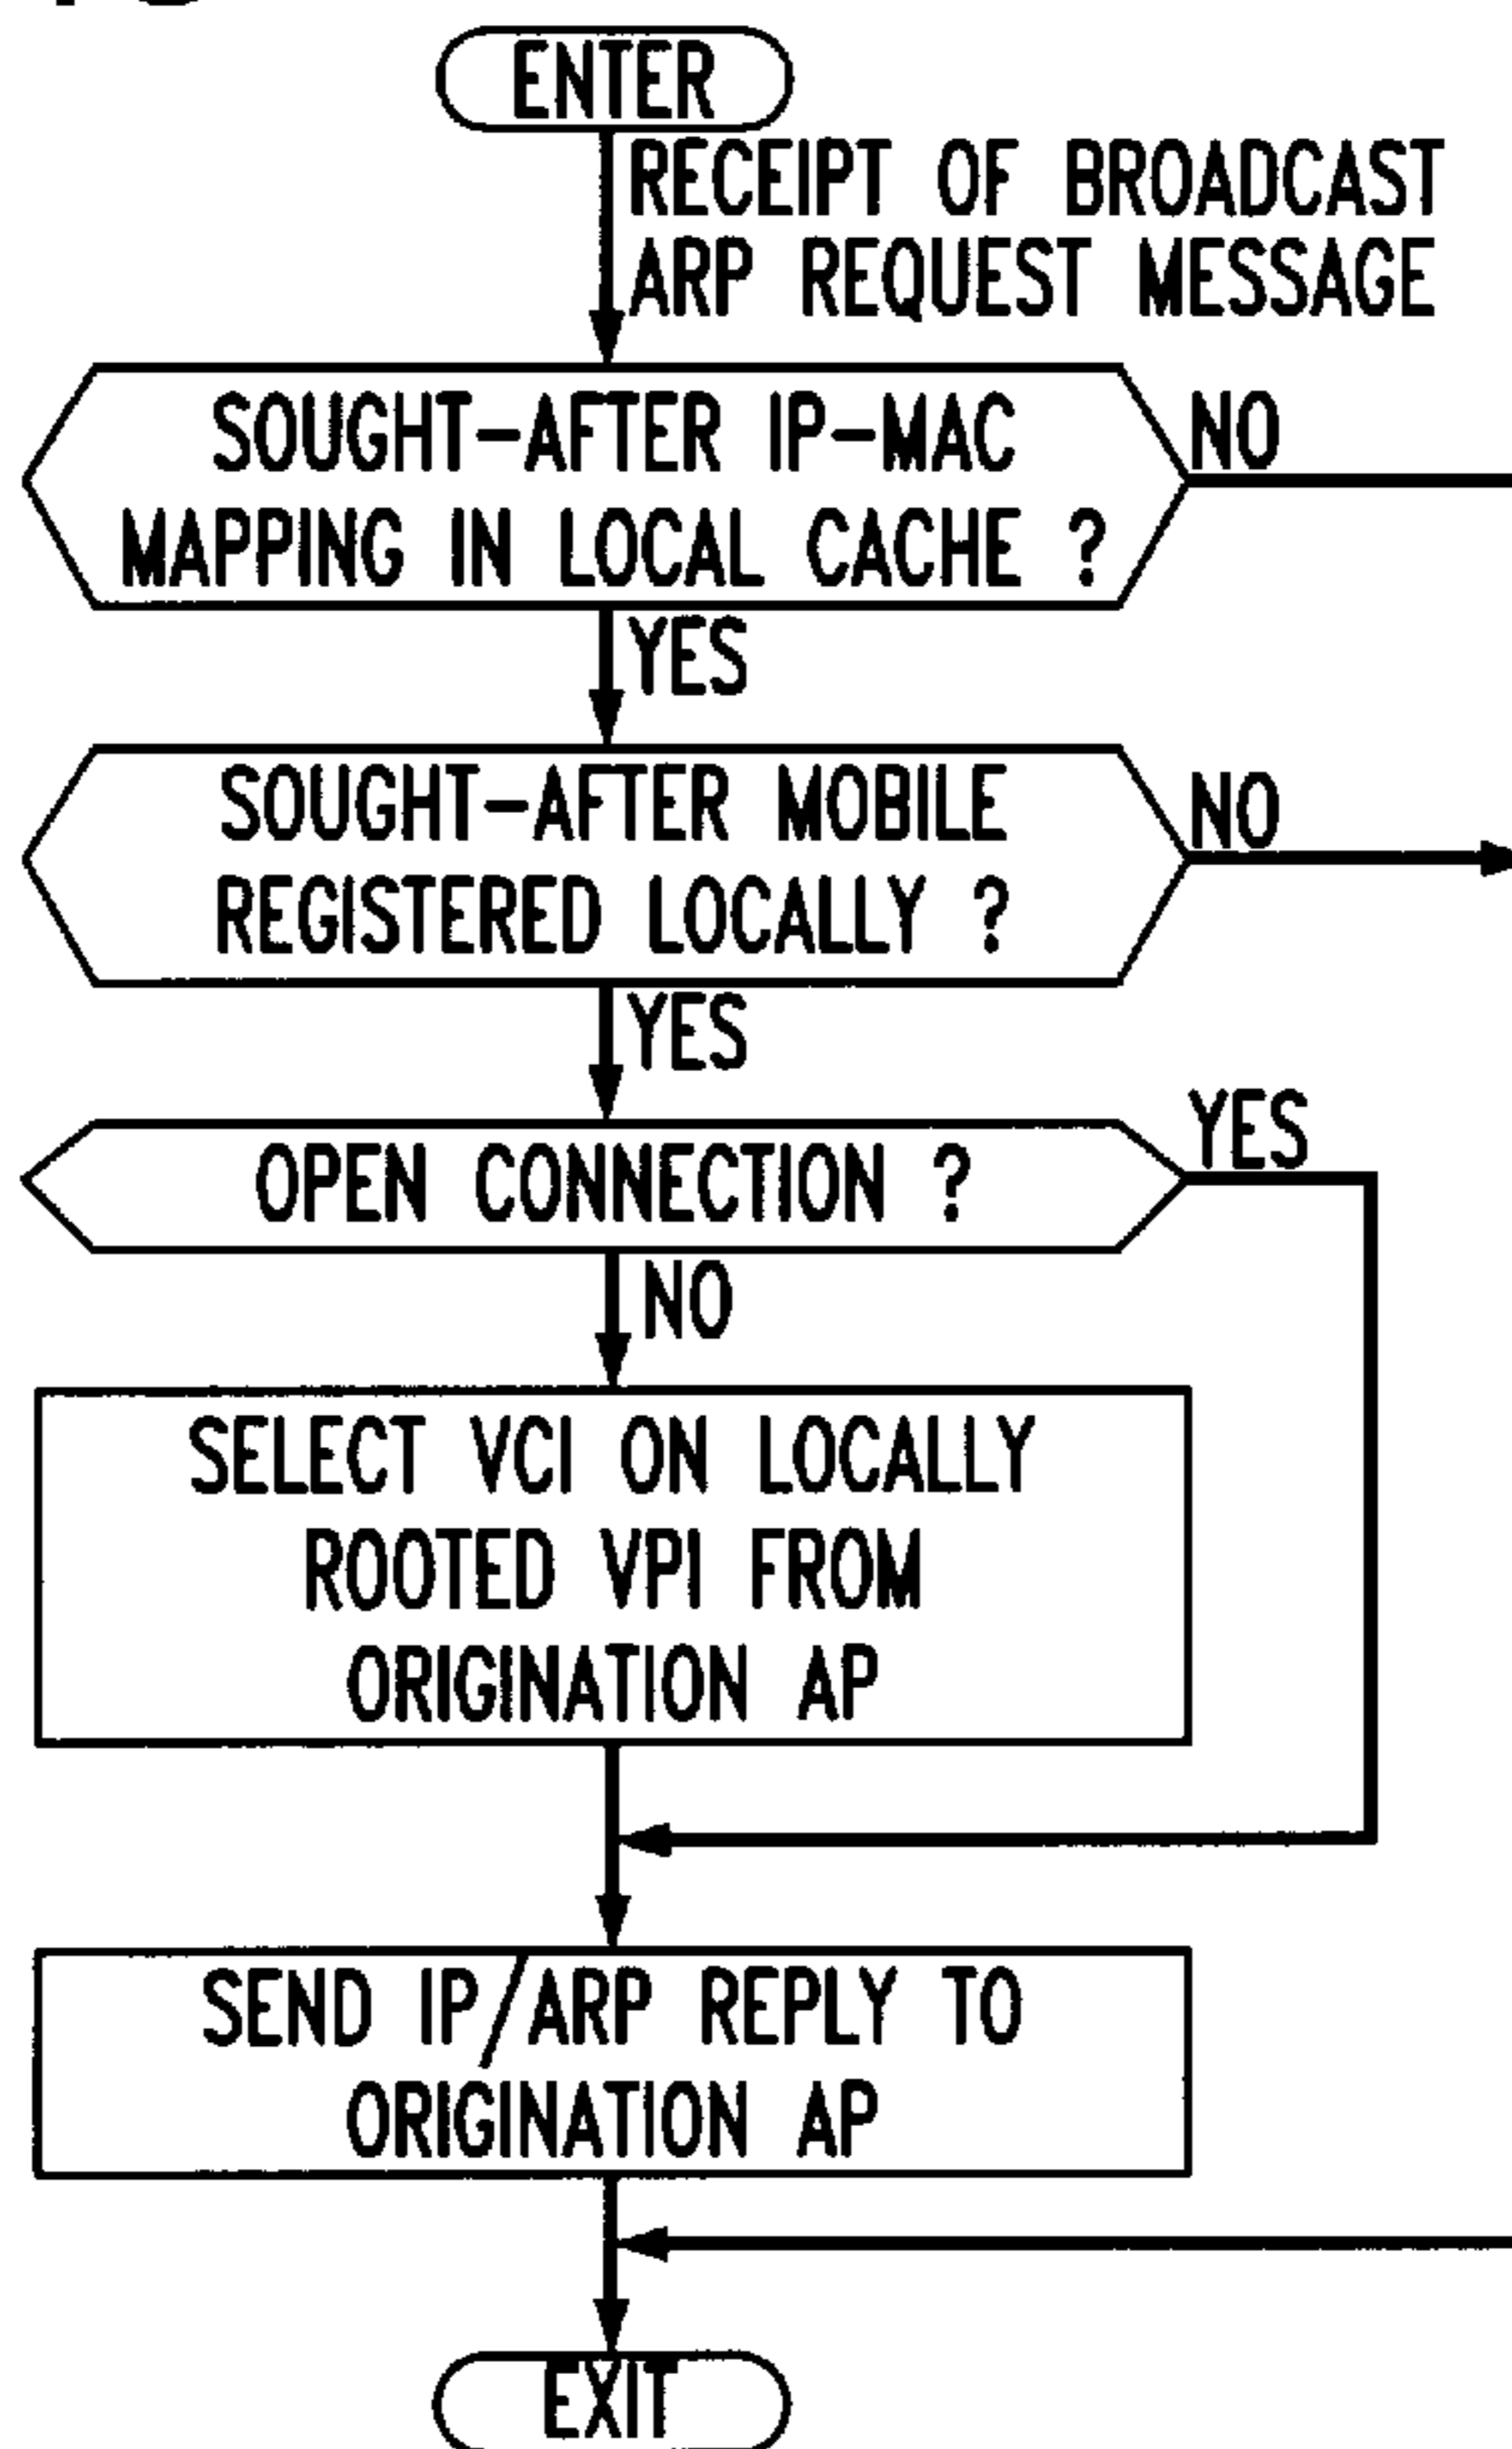 ENTER
RECEIPT OF BROADCAST
ARP REQUEST MESSAGE
SOUGHT-AFTER IP-MAC
MAPPING IN LOCAL CACHE ?
NO
YES
SOUGHT-AFTER MOBILE
REGISTERED LOCALLY ?
NO
YES
OPEN CONNECTION ?
YES
NO
SELECT VCI ON LOCALLY
ROOTED VPI FROM
ORIGINATION AP
SEND IP/ARP REPLY TO
ORIGINATION AP
EXIT